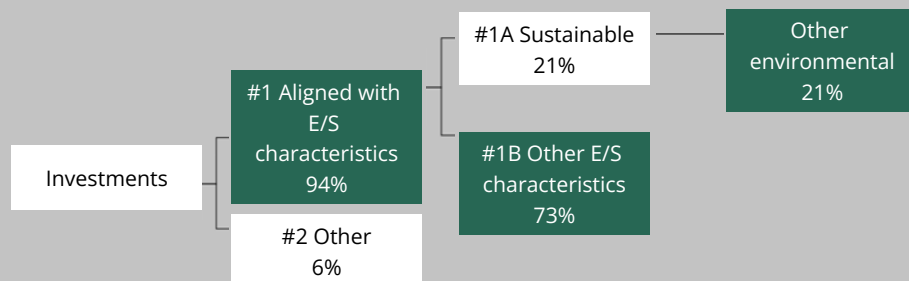 Investments
#1 Aligned with
E/S
characteristics
94%
#2 Other
6%
#1A Sustainable
21%
#1B Other E/S
characteristics
73%
Other
environmental
21%